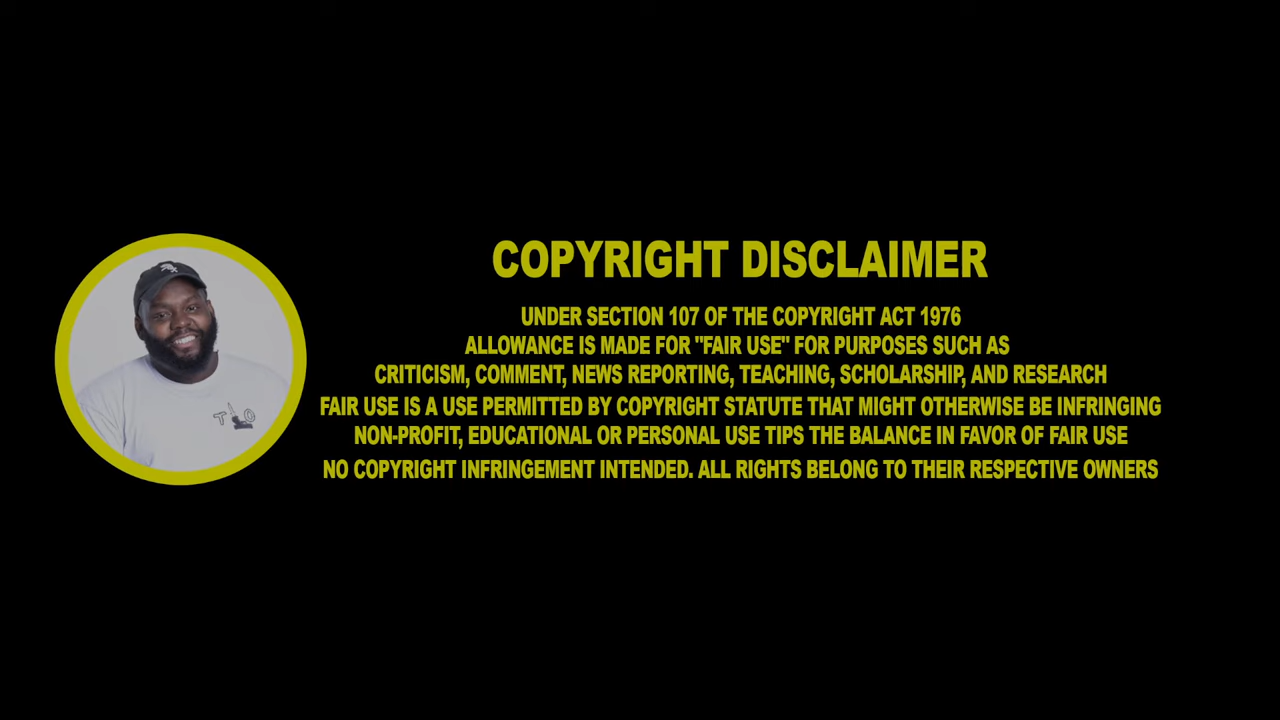 COPYRIGHT DISCLAIMER
UNDER SECTION 107 OF THE COPYRIGHT ACT 1976
ALLOWANCE IS MADE FOR "FAIR USE" FOR PURPOSES SUCH AS
CRITICISM, COMMENT, NEWS REPORTING, TEACHING, SCHOLARSHIP, AND RESEARCH
FAIR USE IS A USE PERMITTED BY COPYRIGHT STATUTE THAT MIGHT OTHERWISE BE INFRINGING
NON-PROFIT, EDUCATIONAL OR PERSONAL USE TIPS THE BALANCE IN FAVOR OF FAIR USE
NO COPYRIGHT INFRINGEMENT INTENDED. ALL RIGHTS BELONG TO THEIR RESPECTIVE OWNERS